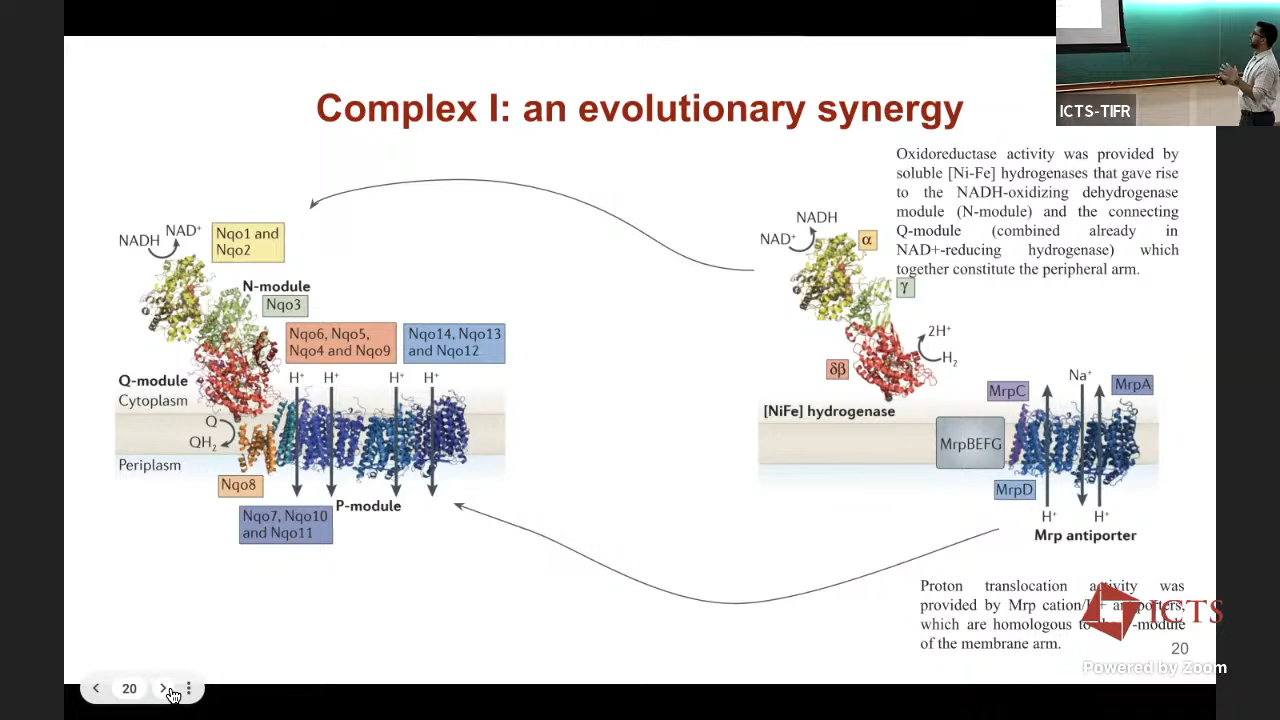 Complex I: an evolutionary synergy
ICTS-TIFR
Oxidoreductase activity was provided by
soluble [Ni-Fe] hydrogenases that gave rise
to the NADH-oxidizing dehydrogenase
module (N-module) and the connecting
Q-module (combined already in
NAD+-reducing hydrogenase) which
together constitute the peripheral arm.
NADH
NAD⁺
Nqo1 and
Nqo2
N-module
Nqo3
Nqo6, Nqo5,
Nqo4 and Nqo9
Nqo14, Nqo13
and Nqo12
H⁺
H⁺
H⁺
H⁺
Q-module
Cytoplasm
Q
QH₂
Periplasm
Nqo8
P-module
Nqo7, Nqo10
and Nqo11
NADH
NAD⁺
α
γ
2H⁺
H₂
δβ
[NiFe] hydrogenase
MrpC
Na⁺
MrpA
MrpBEFG
MrpD
H⁺
H⁺
Mrp antiporter
Proton translocation activity was
provided by Mrp cation/ antiporters,
which are homologous to -module
of the membrane arm.
ICTS
20
Powered by Zoom
20